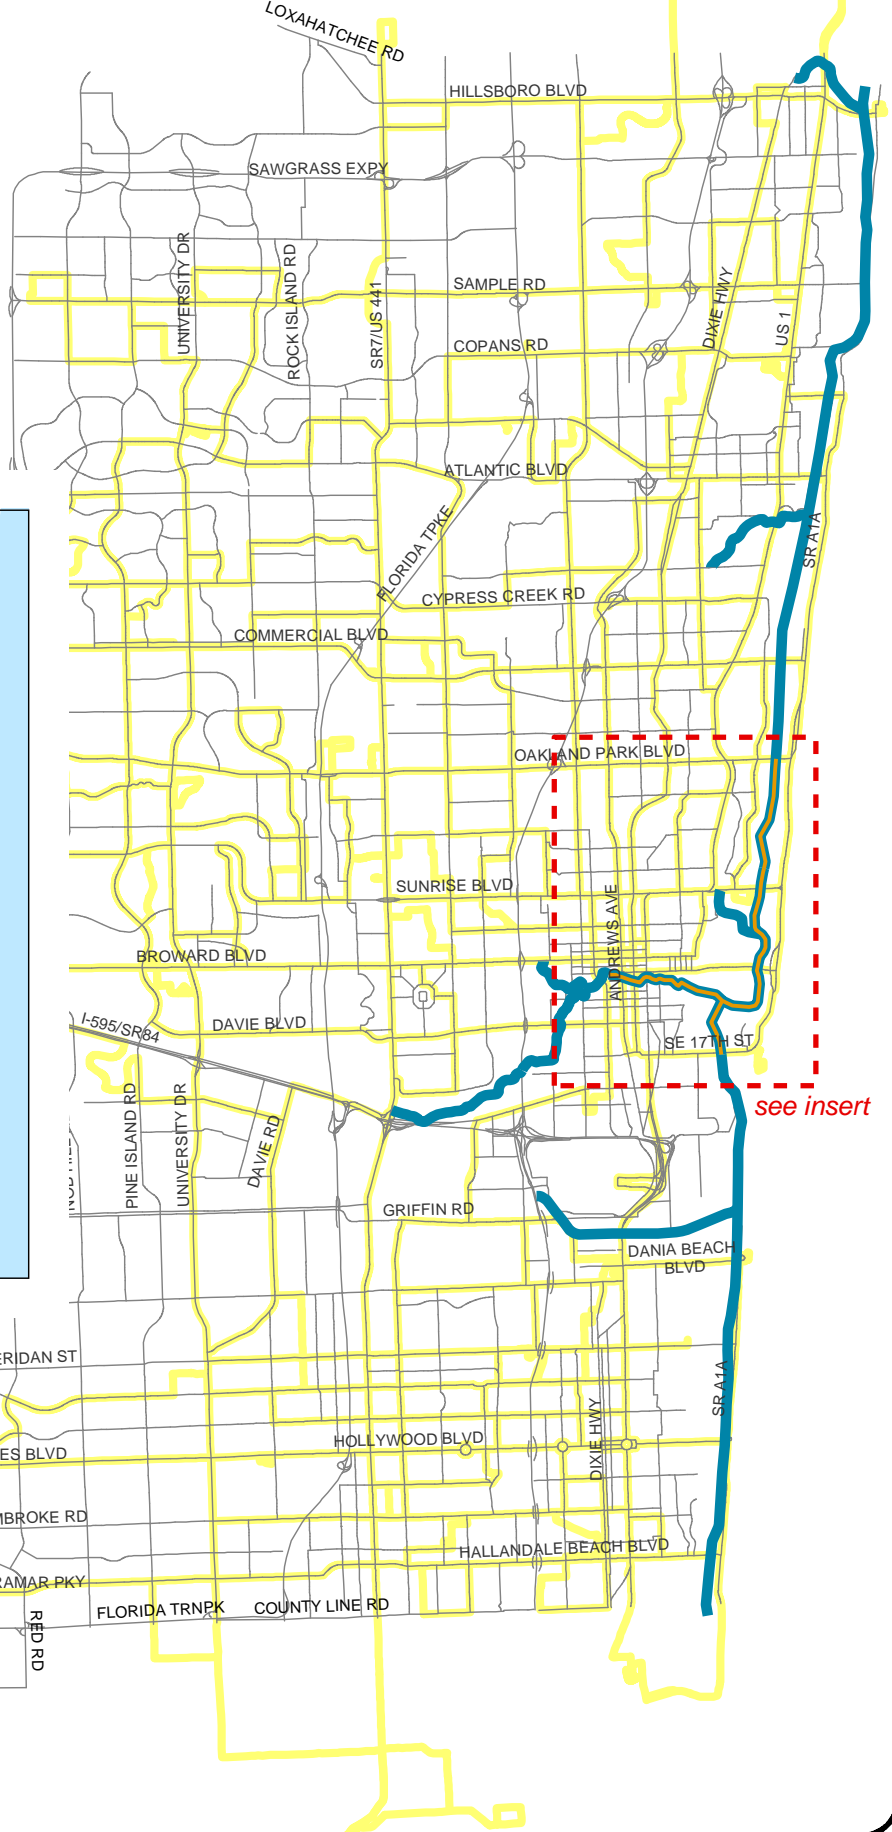 LOXAHATCHEE RD
HILLSBORO BLVD
SAWGRASS EXPY
UNIVERSITY DR
ROCK ISLAND RD
SR7/US 441
SAMPLE RD
DIXIE HWY
US 1
COPANS RD
ATLANTIC BLVD
FLORIDA TPKE
SR A1A
CYPRESS CREEK RD
COMMERCIAL BLVD
OAKLAND PARK BLVD
SUNRISE BLVD
ANDREWS AVE
BROWARD BLVD
I-595/SR84
DAVIE BLVD
SE 17TH ST
see insert
PINE ISLAND RD
UNIVERSITY DR
DAVIE RD
GRIFFIN RD
DANIA BEACH
BLVD
ERIDAN ST
SR A1A
DIXIE HWY
HOLLYWOOD BLVD
ES BLVD
MBROKE RD
HALLANDALE BEACH BLVD
RAMAR PKY
FLORIDA TRNPK
COUNTY LINE RD
RED RD